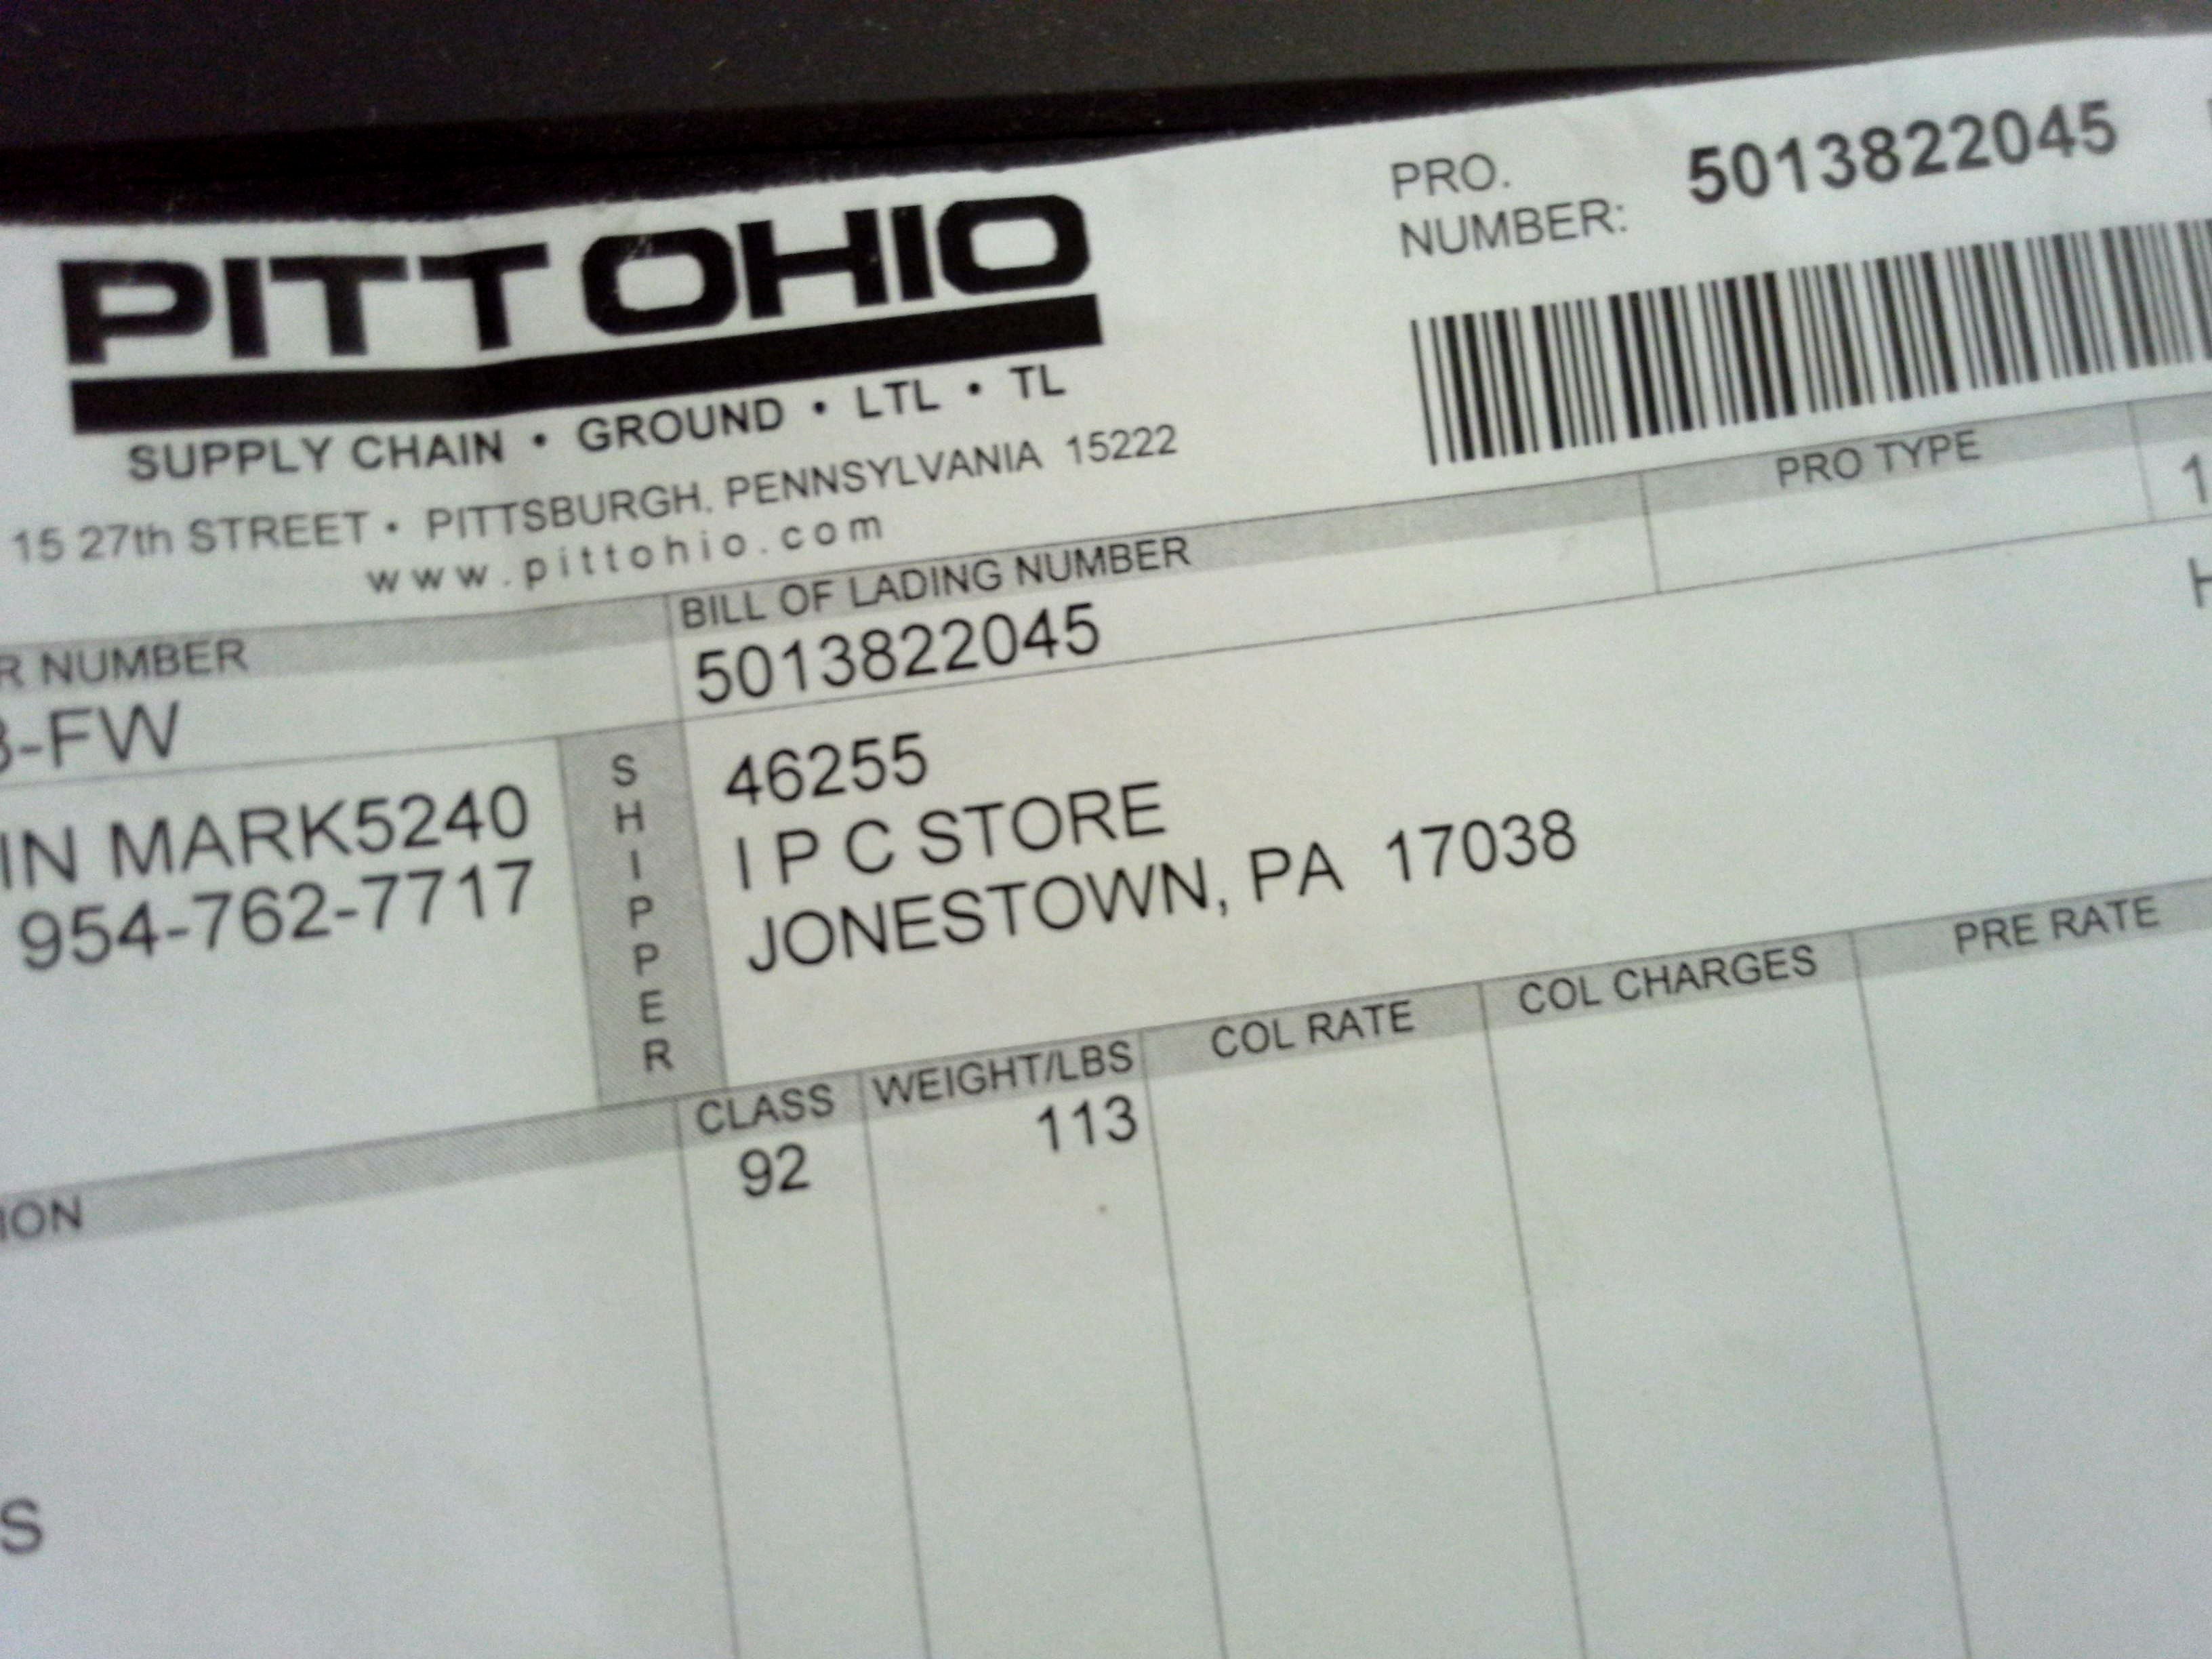 PITT OHIO
SUPPLY CHAIN • GROUND • LTL • TL
15 27th STREET • PITTSBURGH, PENNSYLVANIA 15222
www.pittohio.com
PRO.
NUMBER: 5013822045
PRO TYPE
1
H
R NUMBER
-FW
BILL OF LADING NUMBER
5013822045
IN MARK5240
954-762-7717
SHIPPER
46255
I P C STORE
JONESTOWN, PA 17038
ION
CLASS
92
WEIGHT/LBS
113
COL RATE
COL CHARGES
PRE RATE
S